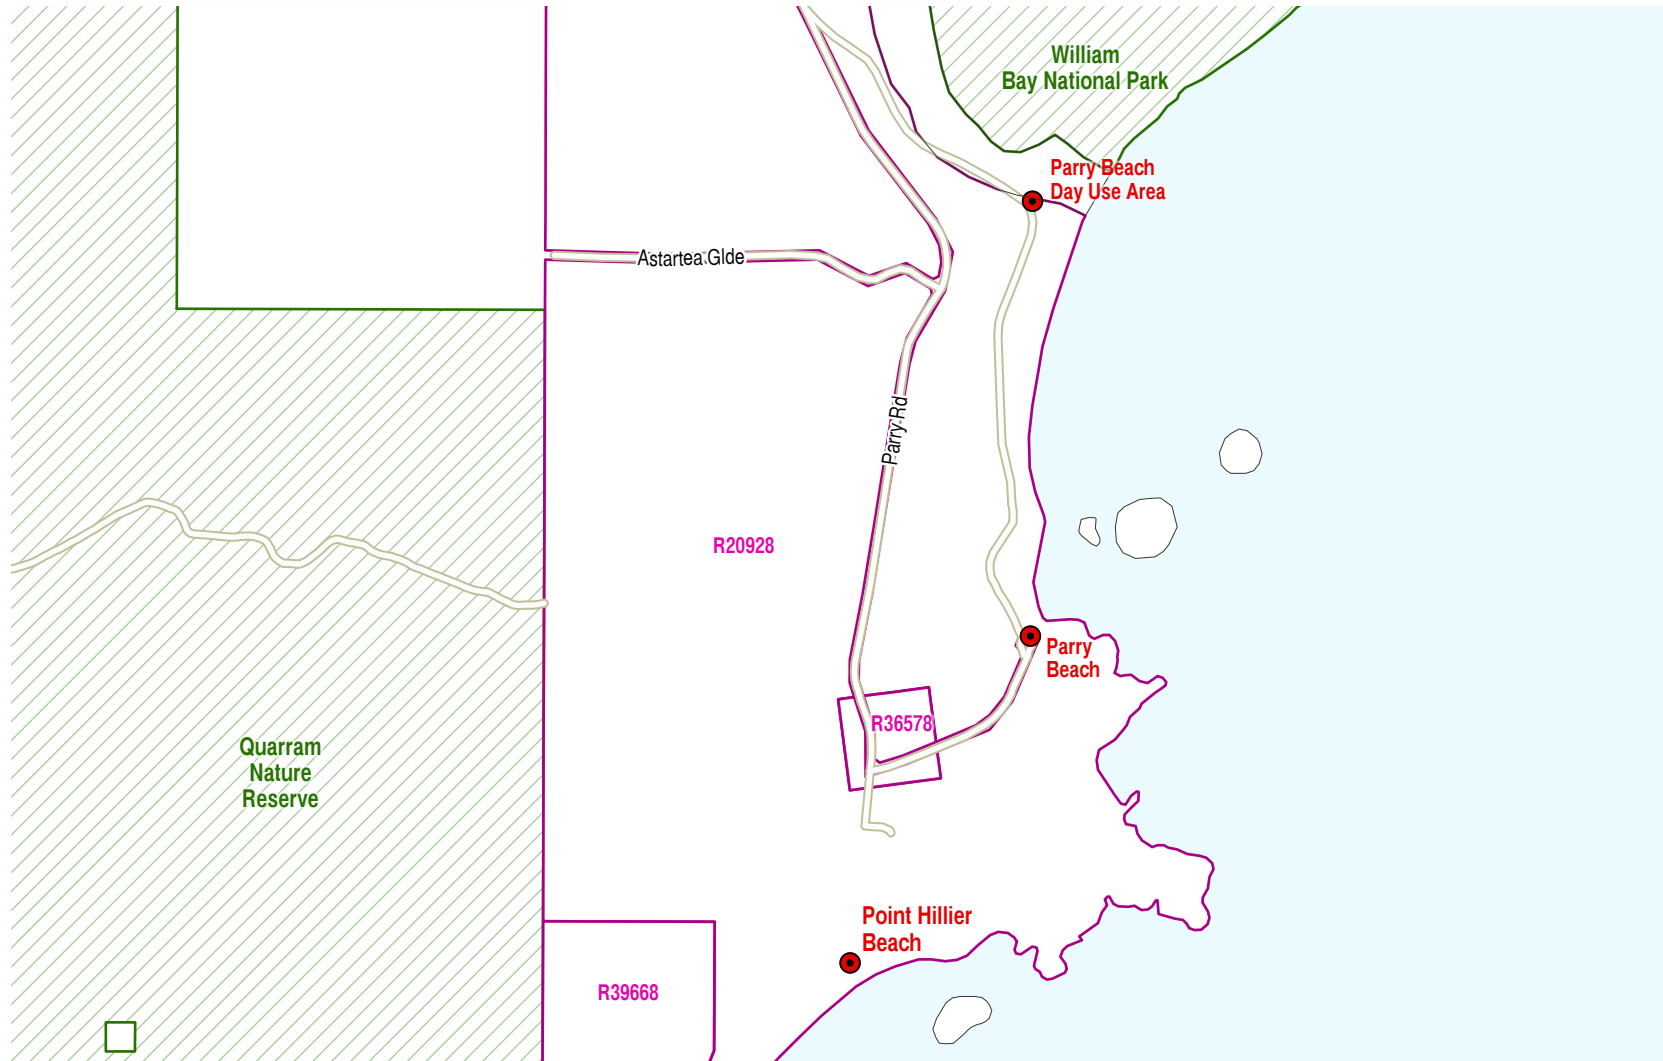 William
Bay National Park
Parry Beach
Day Use Area
Astartea Glde
Parry Rd
R20928
Parry
Beach
R36578
Quarram
Nature
Reserve
Point Hillier
Beach
R39668